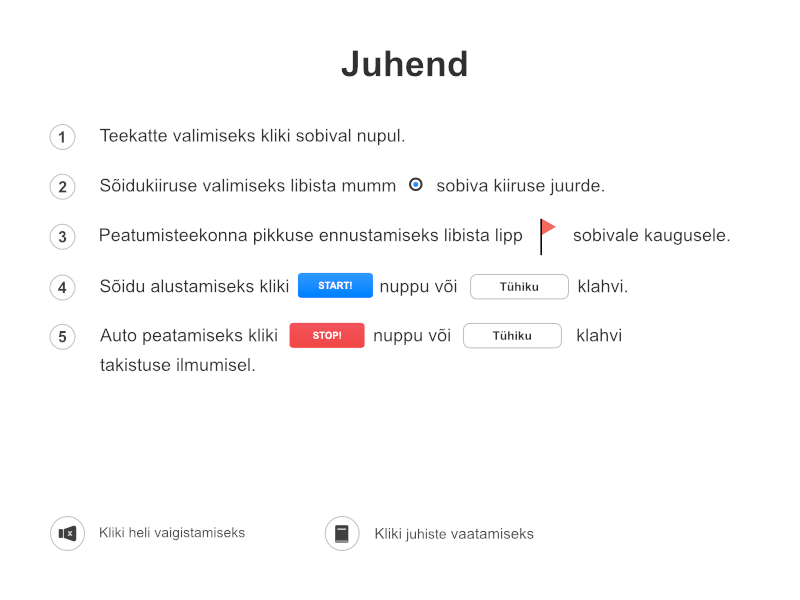 Juhend
1 Teekatte valimiseks kliki sobival nupul.
2 Sõidukiiruse valimiseks libista mumm sobiva kiiruse juurde.
3 Peatumisteekonna pikkuse ennustamiseks libista lipp sobivale kaugusele.
4 Sõidu alustamiseks kliki START! nuppu või Tühiku klahvi.
5 Auto peatamiseks kliki STOP! nuppu või Tühiku klahvi
takistuse ilmumisel.
x Kliki heli vaigistamiseks Kliki juhiste vaatamiseks